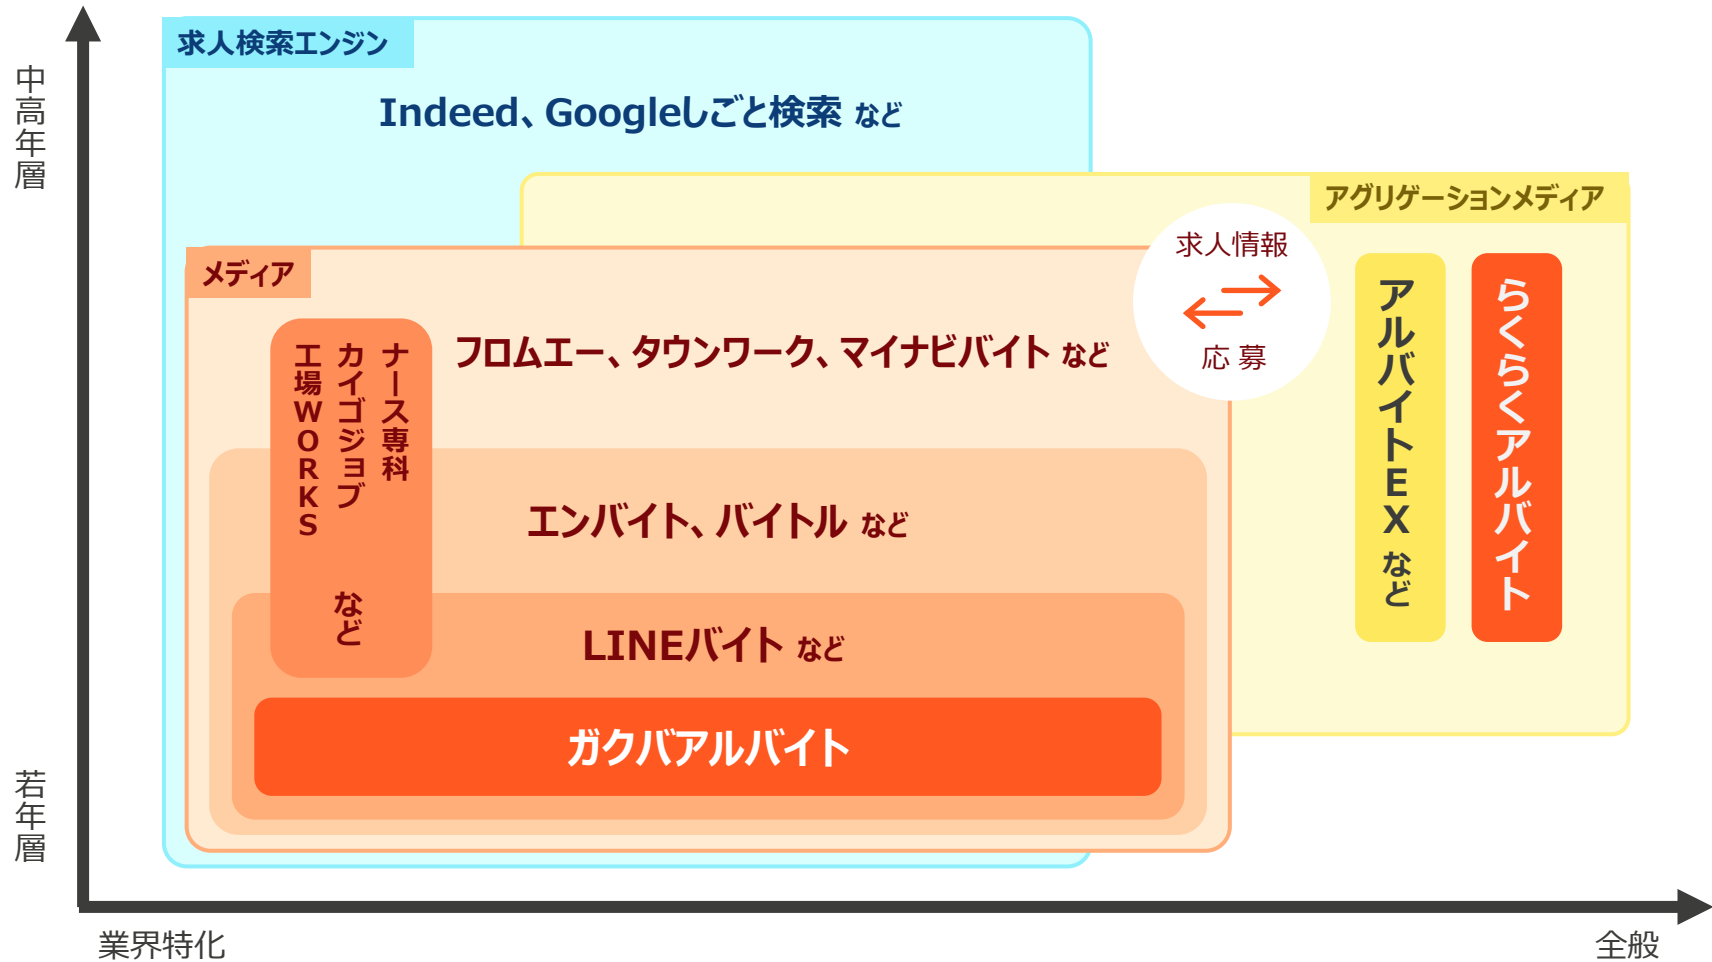 中高年層
求人検索エンジン
Indeed、Googleしごと検索 など
アグリゲーションメディア
求人情報
応 募
メディア
フロムエー、タウンワーク、マイナビバイト など
ナース専科
カイゴジョブ
工場WORKS
など
アルバイトEX など
らくらくアルバイト
エンバイト、バイトル など
LINEバイト など
ガクバアルバイト
若年層
業界特化
全般